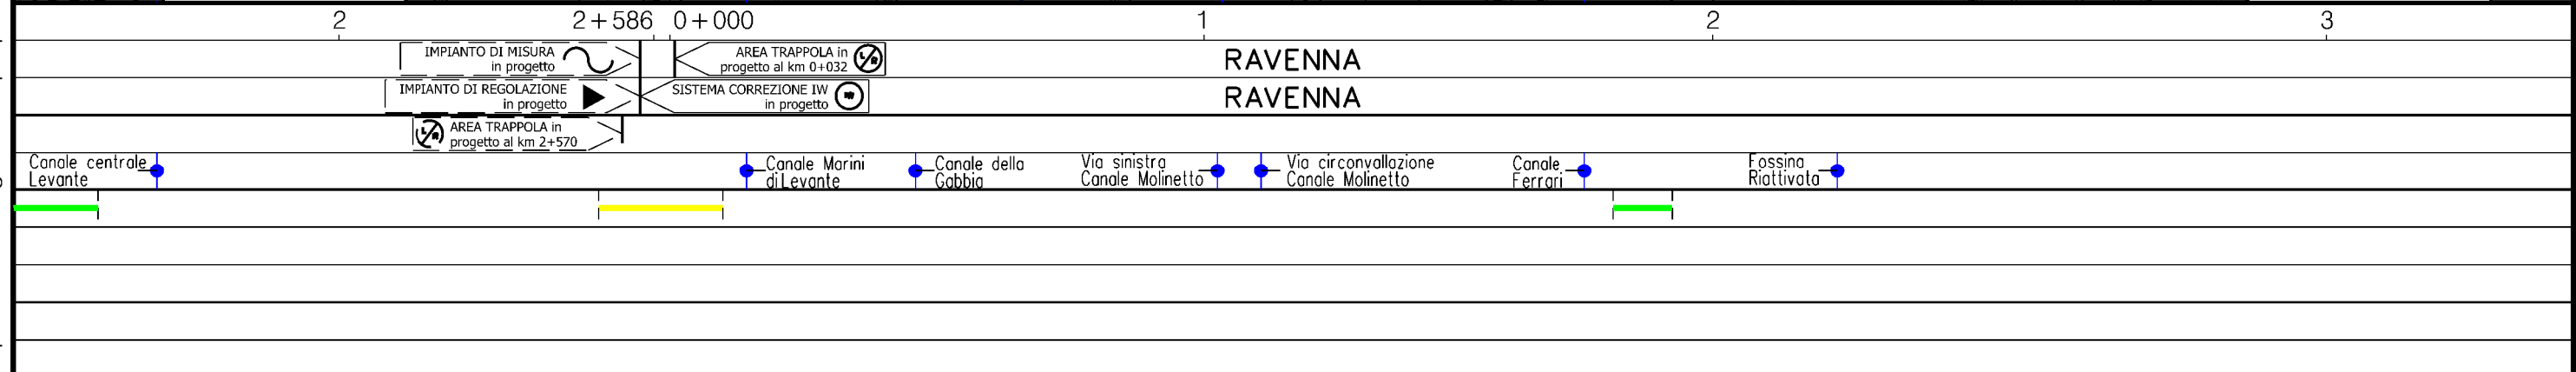 2 2+586 0+000 1 2 3
IMPIANTO DI MISURA
in progetto
AREA TRAPPOLA in
progetto al km 0+032
L/R
RAVENNA
IMPIANTO DI REGOLAZIONE
in progetto
SISTEMA CORREZIONE IW
in progetto
RAVENNA
L/R
AREA TRAPPOLA in
progetto al km 2+570
Canale centrale
Levante
Canale Marini
di Levante
Canale della
Gabbia
Via sinistra
Canale Molinetto
Via circonvallazione
Canale Molinetto
Canale
Ferrari
Fossina
Riattivata